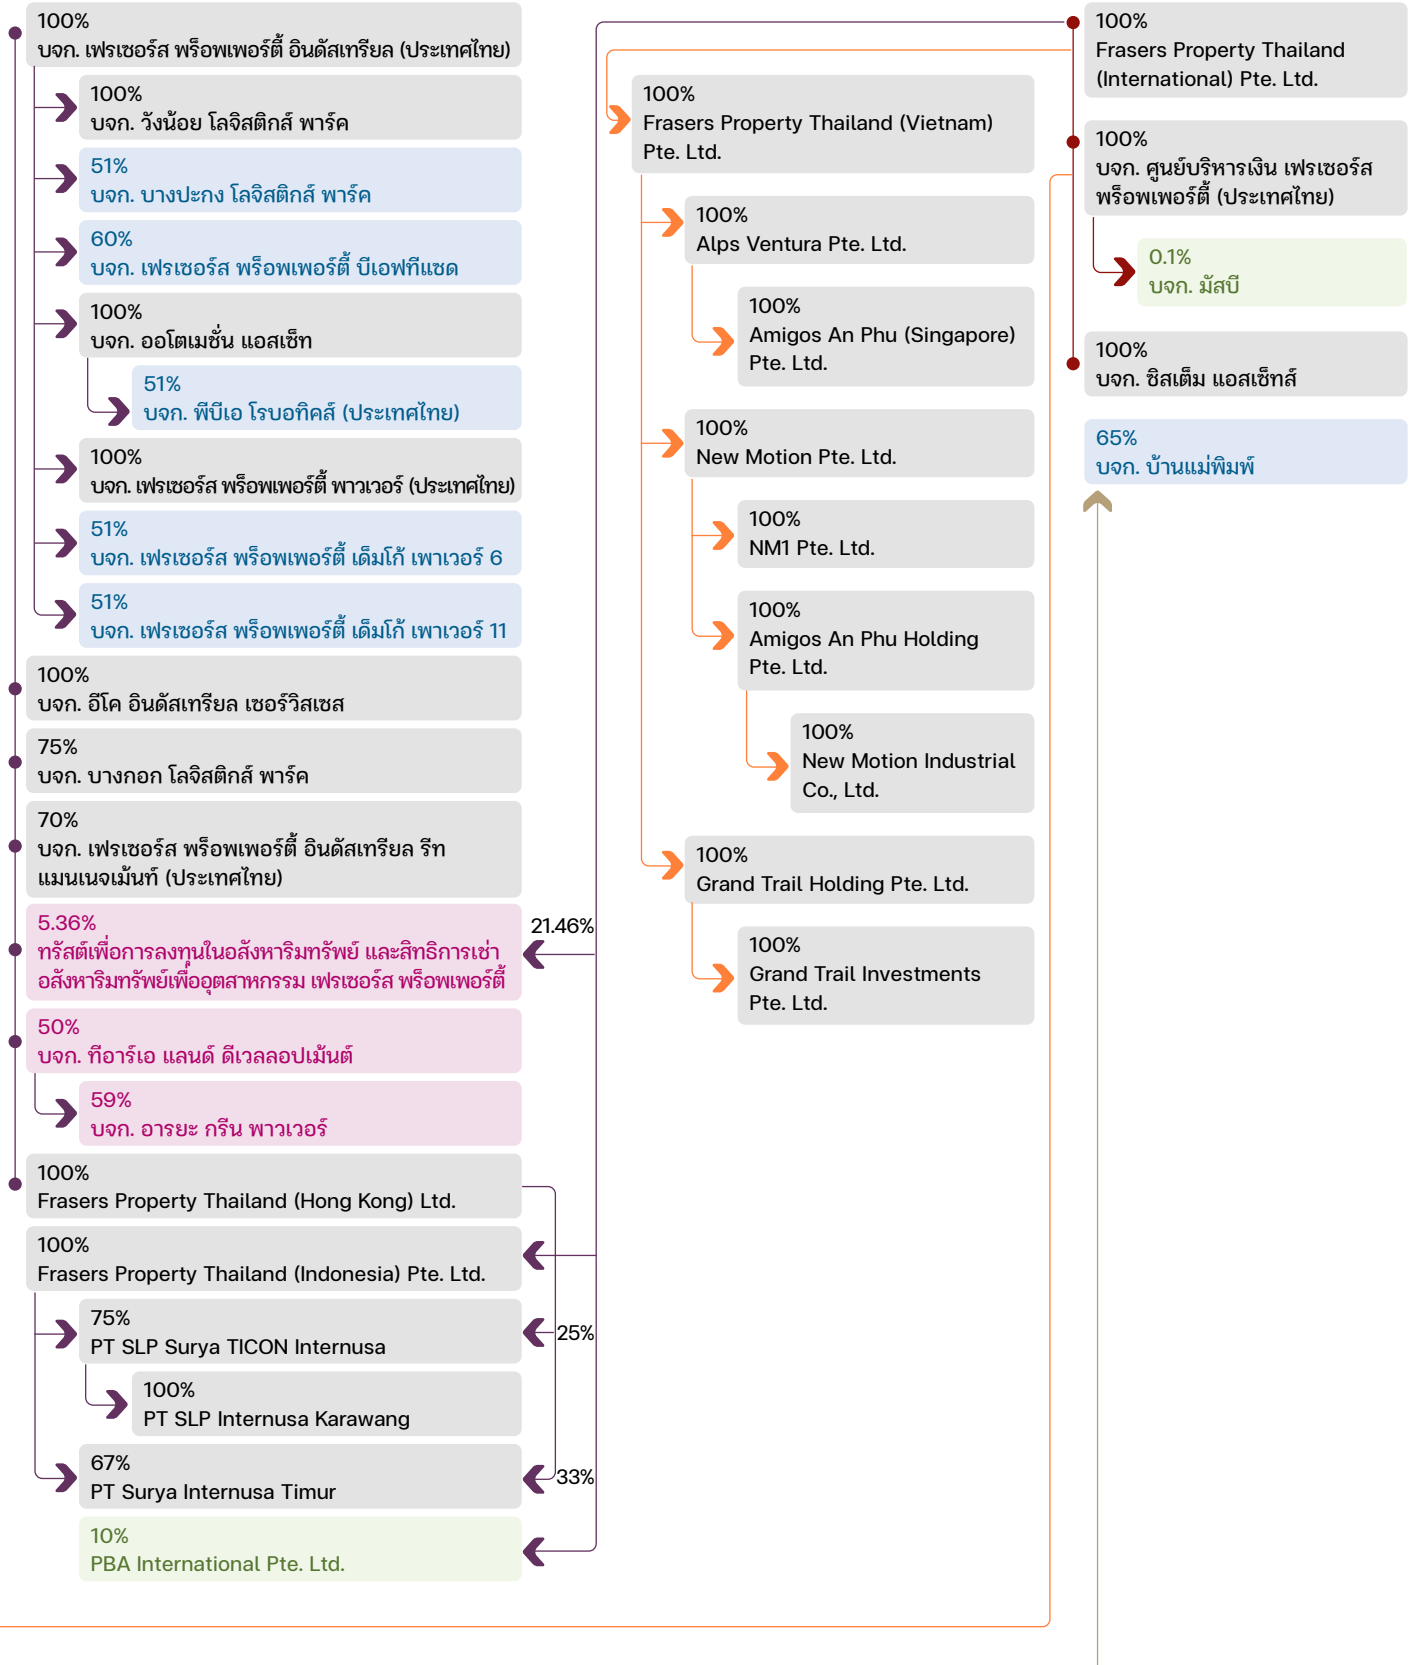 100%
บจก. เฟรเซอร์ส พร็อพเพอร์ตี้ อินดัสเทรียล (ประเทศไทย)
100%
บจก. วังน้อย โลจิสติกส์ พาร์ค
51%
บจก. บางปะกง โลจิสติกส์ พาร์ค
60%
บจก. เฟรเซอร์ส พร็อพเพอร์ตี้ บีเอฟทีแซด
100%
บจก. ออโตเมชั่น แอสเซ็ท
51%
บจก. พีบีเอ โรบอทิคส์ (ประเทศไทย)
100%
บจก. เฟรเซอร์ส พร็อพเพอร์ตี้ พาวเวอร์ (ประเทศไทย)
51%
บจก. เฟรเซอร์ส พร็อพเพอร์ตี้ เด็มโก้ เพาเวอร์ 6
51%
บจก. เฟรเซอร์ส พร็อพเพอร์ตี้ เด็มโก้ เพาเวอร์ 11
100%
บจก. อีโค อินดัสเทรียล เซอร์วิสเซส
75%
บจก. บางกอก โลจิสติกส์ พาร์ค
70%
บจก. เฟรเซอร์ส พร็อพเพอร์ตี้ อินดัสเทรียล รีท
แมนเนจเม้นท์ (ประเทศไทย)
5.36%
ทรัสต์เพื่อการลงทุนในอสังหาริมทรัพย์ และสิทธิการเช่า
อสังหาริมทรัพย์เพื่ออุตสาหกรรม เฟรเซอร์ส พร็อพเพอร์ตี้
21.46%
50%
บจก. ทีอาร์เอ แลนด์ ดีเวลลอปเม้นต์
59%
บจก. อารยะ กรีน พาวเวอร์
100%
Frasers Property Thailand (Hong Kong) Ltd.
100%
Frasers Property Thailand (Indonesia) Pte. Ltd.
75%
PT SLP Surya TICON Internusa
25%
100%
PT SLP Internusa Karawang
67%
PT Surya Internusa Timur
33%
10%
PBA International Pte. Ltd.
100%
Frasers Property Thailand (Vietnam)
Pte. Ltd.
100%
Alps Ventura Pte. Ltd.
100%
Amigos An Phu (Singapore)
Pte. Ltd.
100%
New Motion Pte. Ltd.
100%
NM1 Pte. Ltd.
100%
Amigos An Phu Holding
Pte. Ltd.
100%
New Motion Industrial
Co., Ltd.
100%
Grand Trail Holding Pte. Ltd.
100%
Grand Trail Investments
Pte. Ltd.
100%
Frasers Property Thailand
(International) Pte. Ltd.
100%
บจก. ศูนย์บริหารเงิน เฟรเซอร์ส
พร็อพเพอร์ตี้ (ประเทศไทย)
0.1%
บจก. มัสบี
100%
บจก. ซิสเต็ม แอสเซ็ทส์
65%
บจก. บ้านแม่พิมพ์